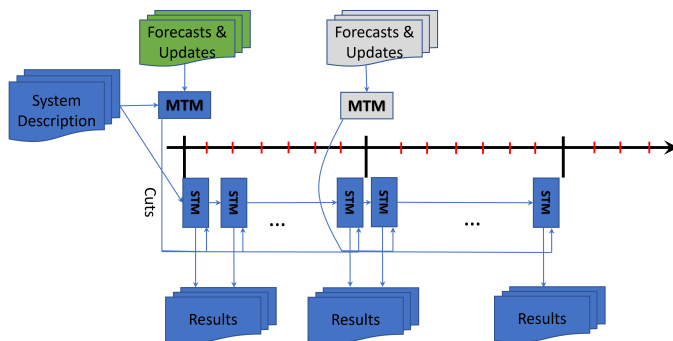 Forecasts &
Updates
Forecasts &
Updates
System
Description
MTM
MTM
Cuts
STM
STM
STM
STM
STM
...
...
Results
Results
Results